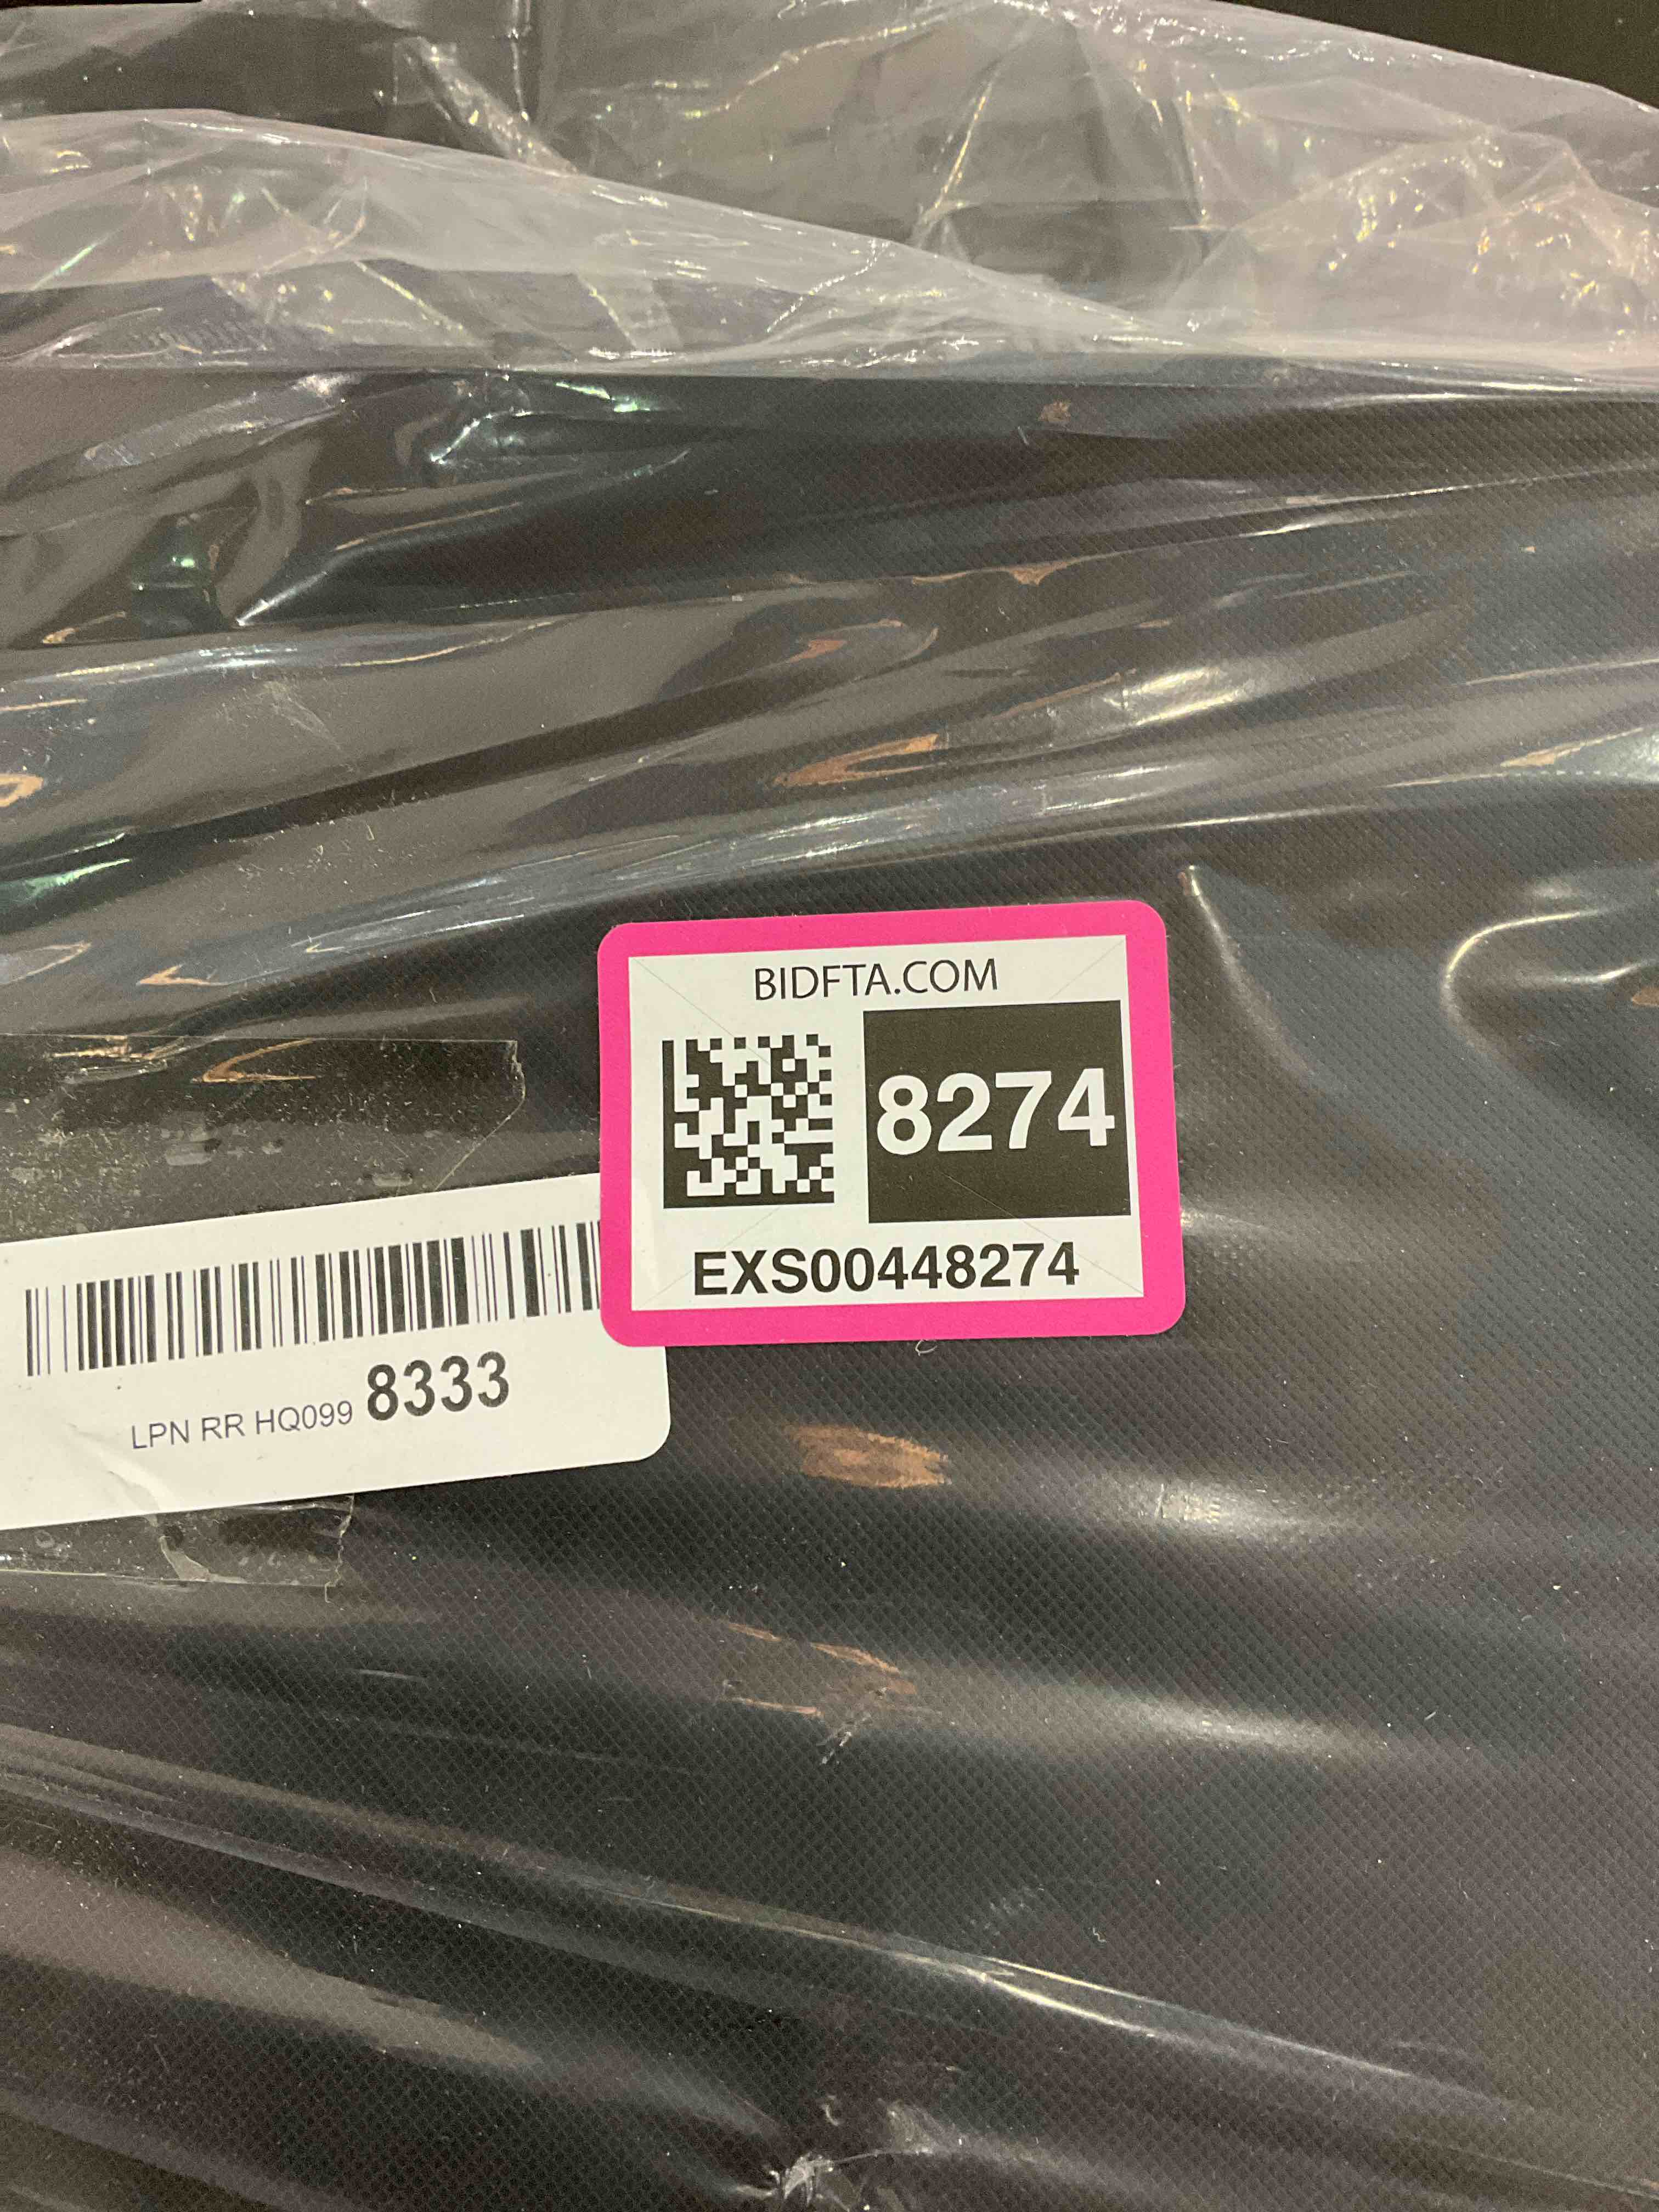 BIDFTA.COM
8274
EXS00448274
LPN RR HQ099 8333